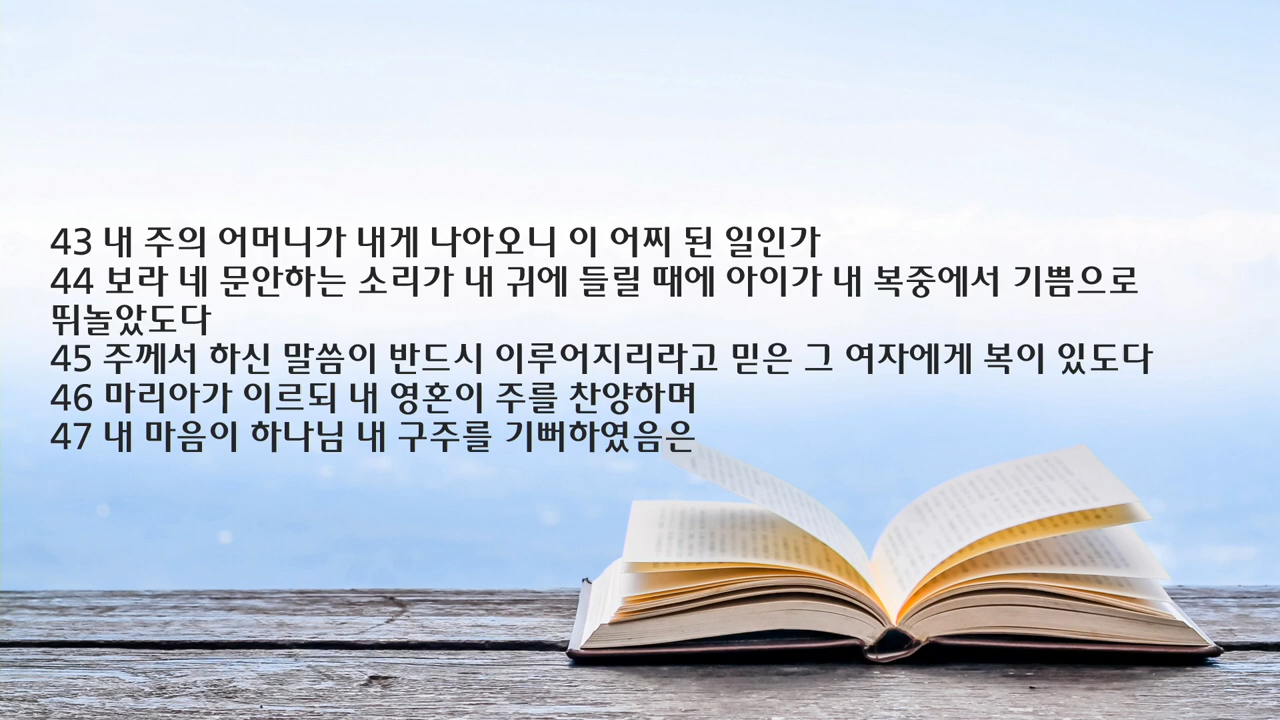 43 내 주의 어머니가 내게 나아오니 이 어찌 된 일인가
44 보라 네 문안하는 소리가 내 귀에 들릴 때에 아이가 내 복중에서 기쁨으로
뛰놀았도다
45 주께서 하신 말씀이 반드시 이루어지리라고 믿은 그 여자에게 복이 있도다
46 마리아가 이르되 내 영혼이 주를 찬양하며
47 내 마음이 하나님 내 구주를 기뻐하였음은